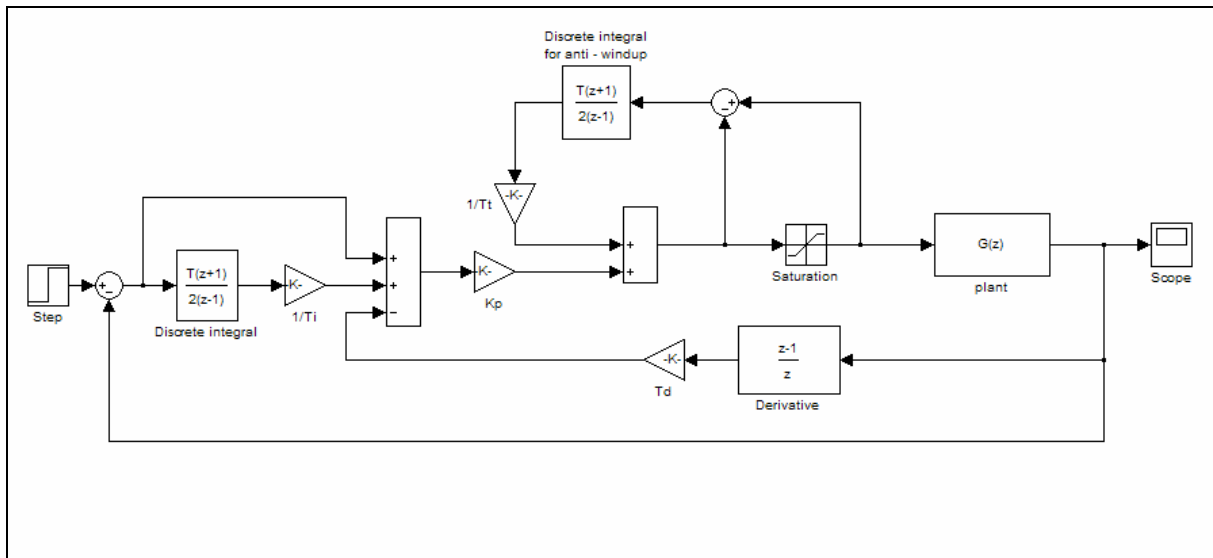 Discrete integral
for anti - windup
T(z+1)
2(z-1)
- +
-K-
1/Tt
+
+
Saturation
G(z)
plant
Scope
Step
+ -
T(z+1)
2(z-1)
Discrete integral
K-
1/Ti
+
+
-
K-
Kp
-K-
Td
z-1
z
Derivative